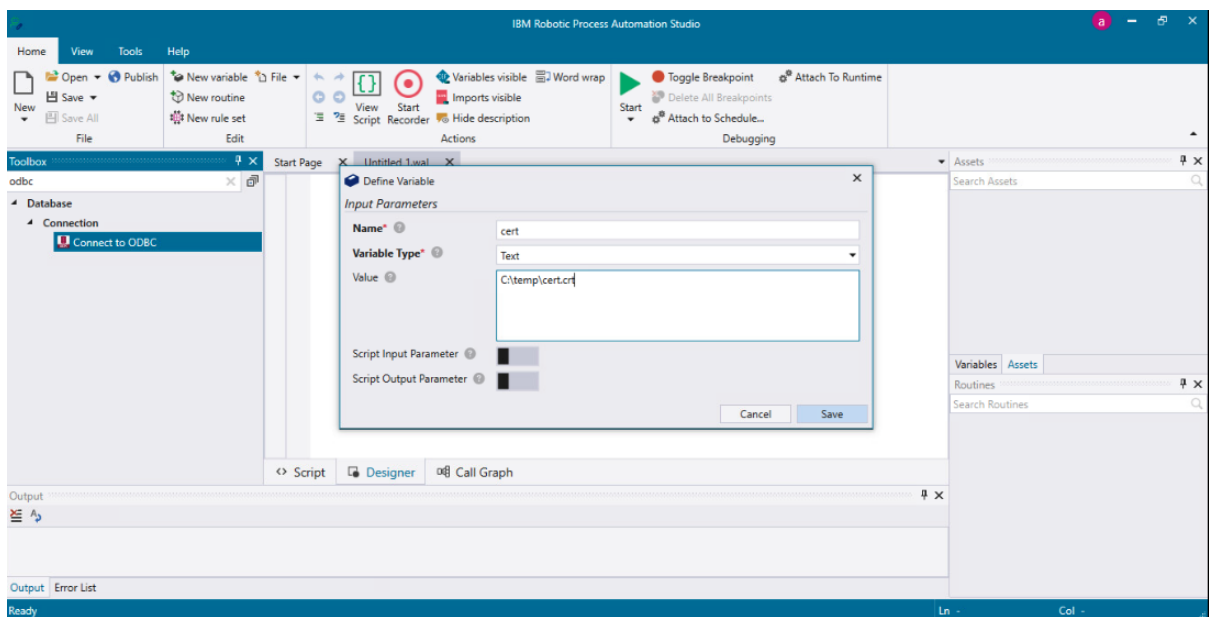 IBM Robotic Process Automation Studio
a
Home View Tools Help
New
Open
Save
Save All
Publish
File
New variable
File
New routine
New rule set
Edit
View Script
Start Recorder
Variables visible
Word wrap
Imports visible
Hide description
Actions
Start
Toggle Breakpoint
Attach To Runtime
Delete All Breakpoints
Attach to Schedule...
Debugging
Toolbox
odbc
Database
Connection
Connect to ODBC
Start Page
Untitled 1.wal
Define Variable
Input Parameters
Name* cert
Variable Type* Text
Value C:\temp\cert.crt
Script Input Parameter
Script Output Parameter
Cancel Save
<> Script Designer Call Graph
Assets
Search Assets
Variables Assets
Routines
Search Routines
Output
Output Error List
Ready
Ln - Col -